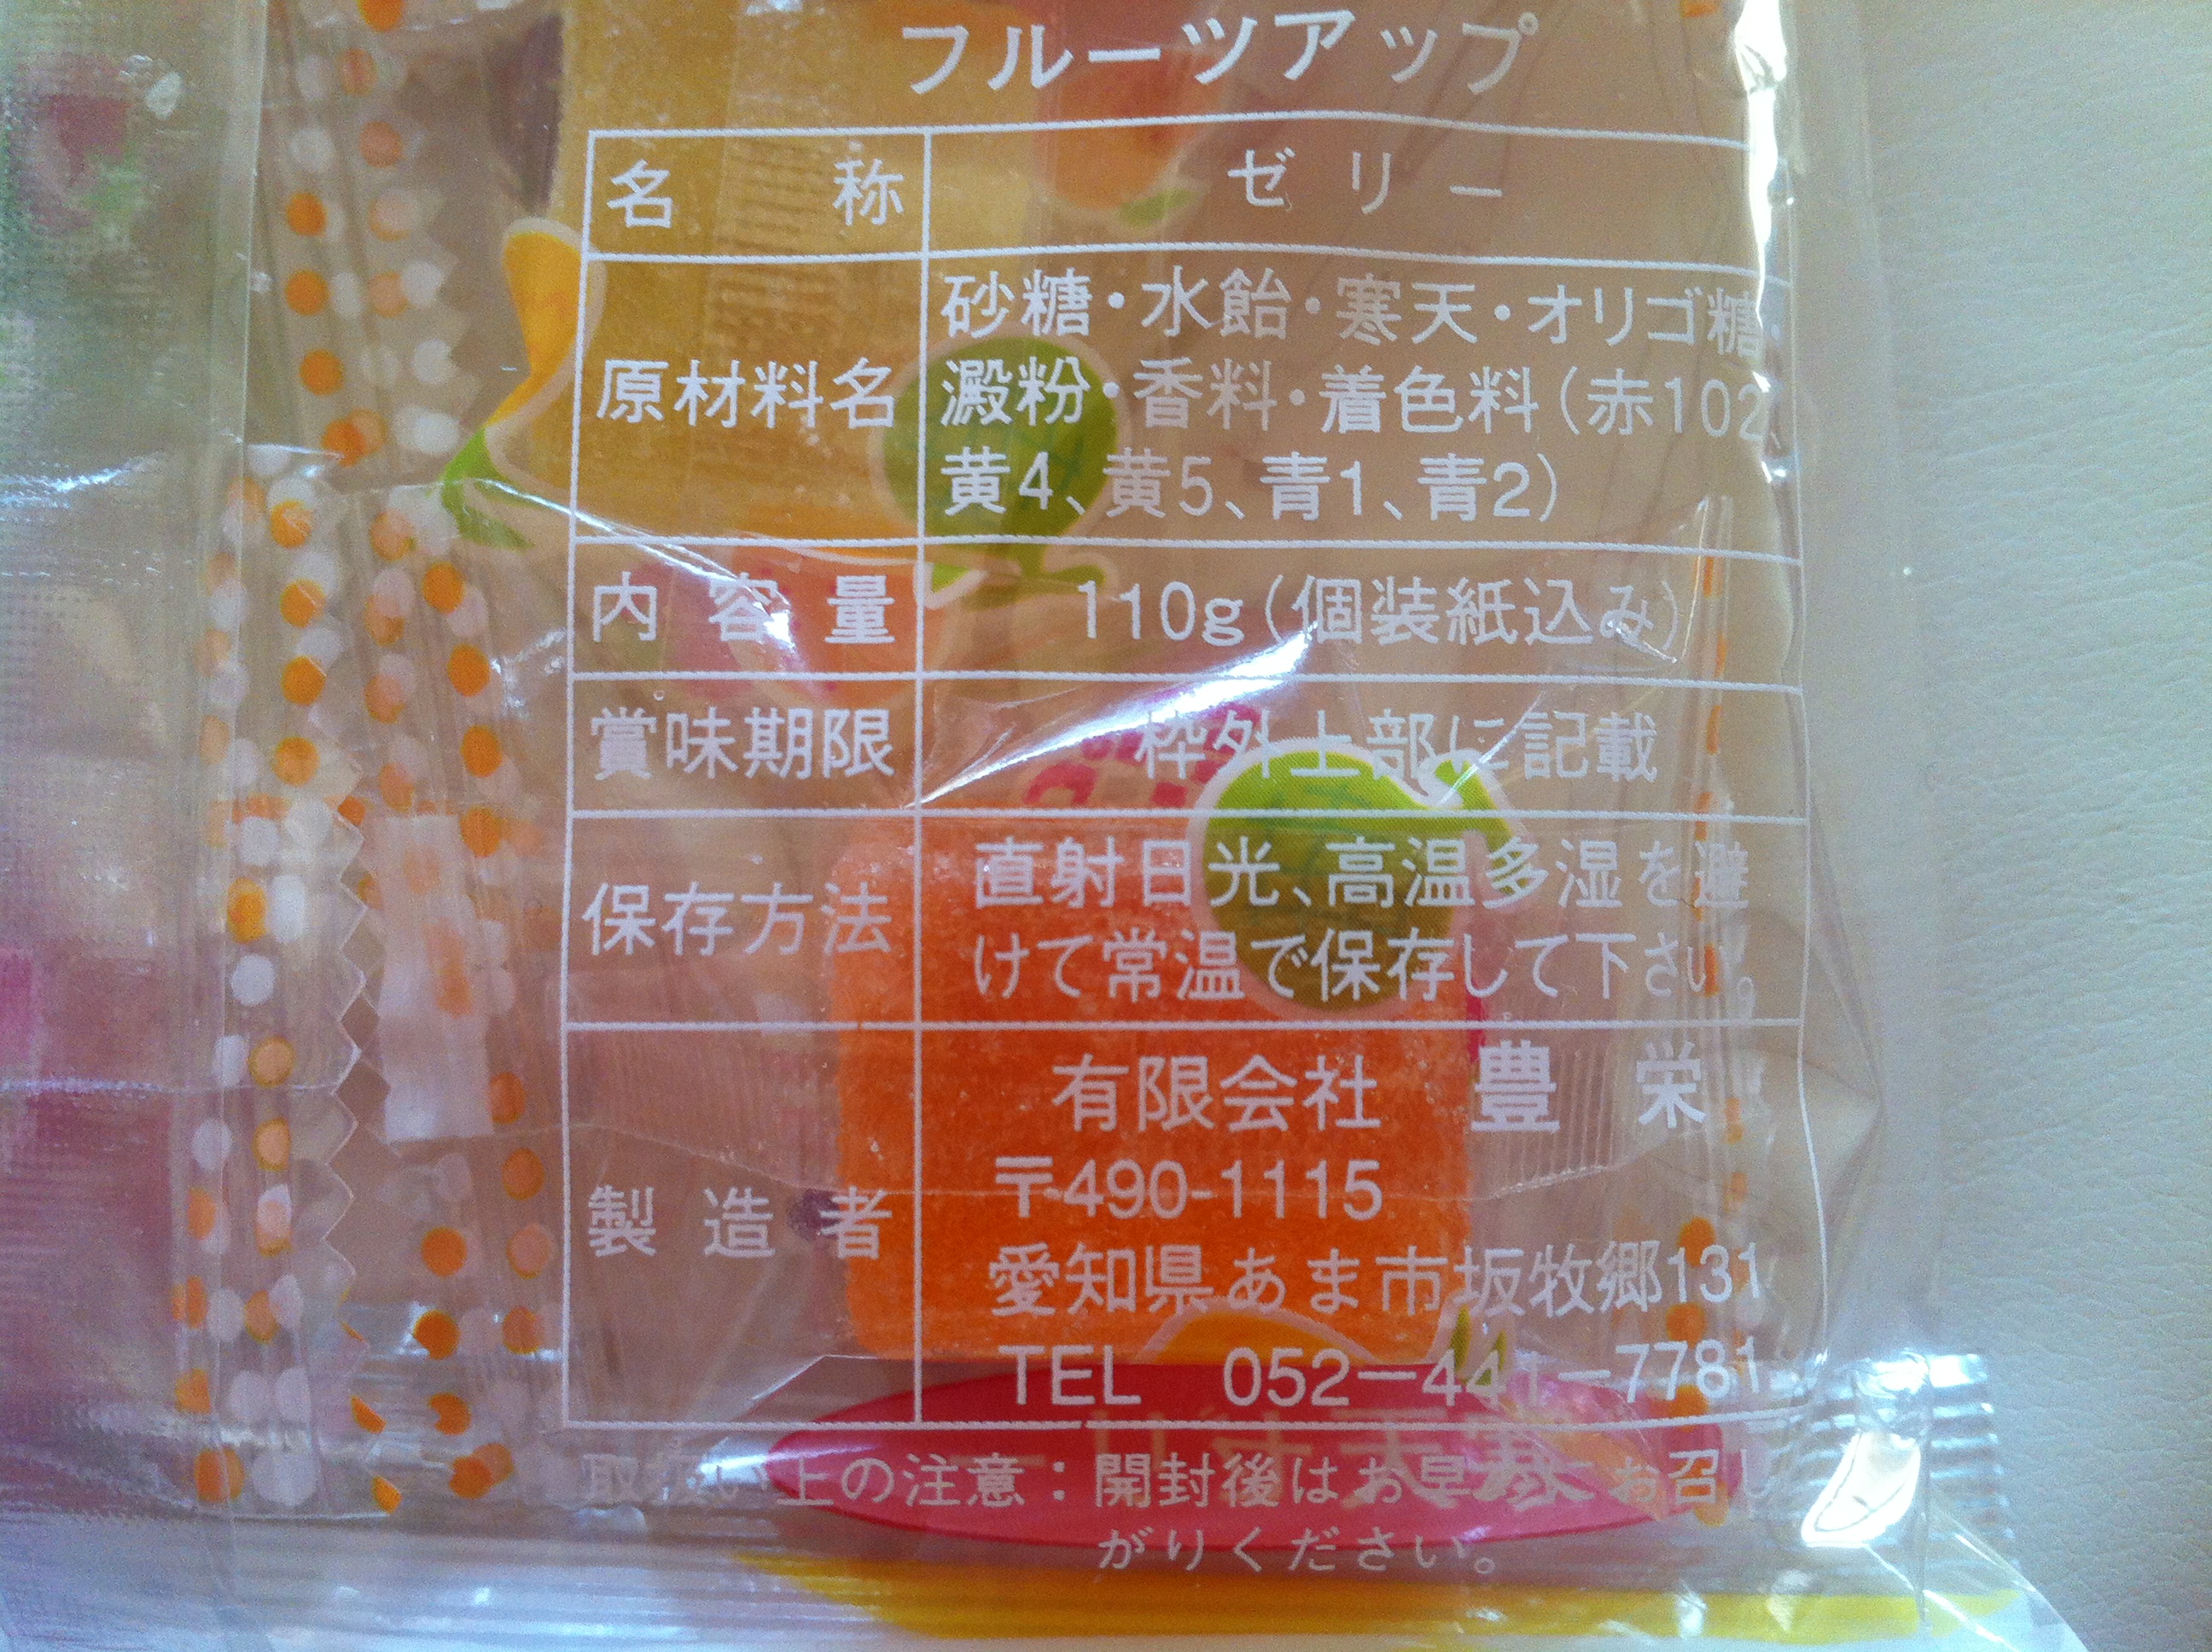 フルーツアップ
名称 ゼリー
原材料名 砂糖・水飴・寒天・オリゴ糖・
澱粉・香料・着色料(赤102、
黄4、黄5、青1、青2)
内容量 110g(個装紙込み)
賞味期限 枠外上部に記載
保存方法 直射日光、高温多湿を避
けて常温で保存して下さい。
製造者 有限会社 豊栄
〒490-1115
愛知県あま市坂牧郷131
TEL 052-441-7781
取扱い上の注意:開封後はお早めにお召し
がりください。